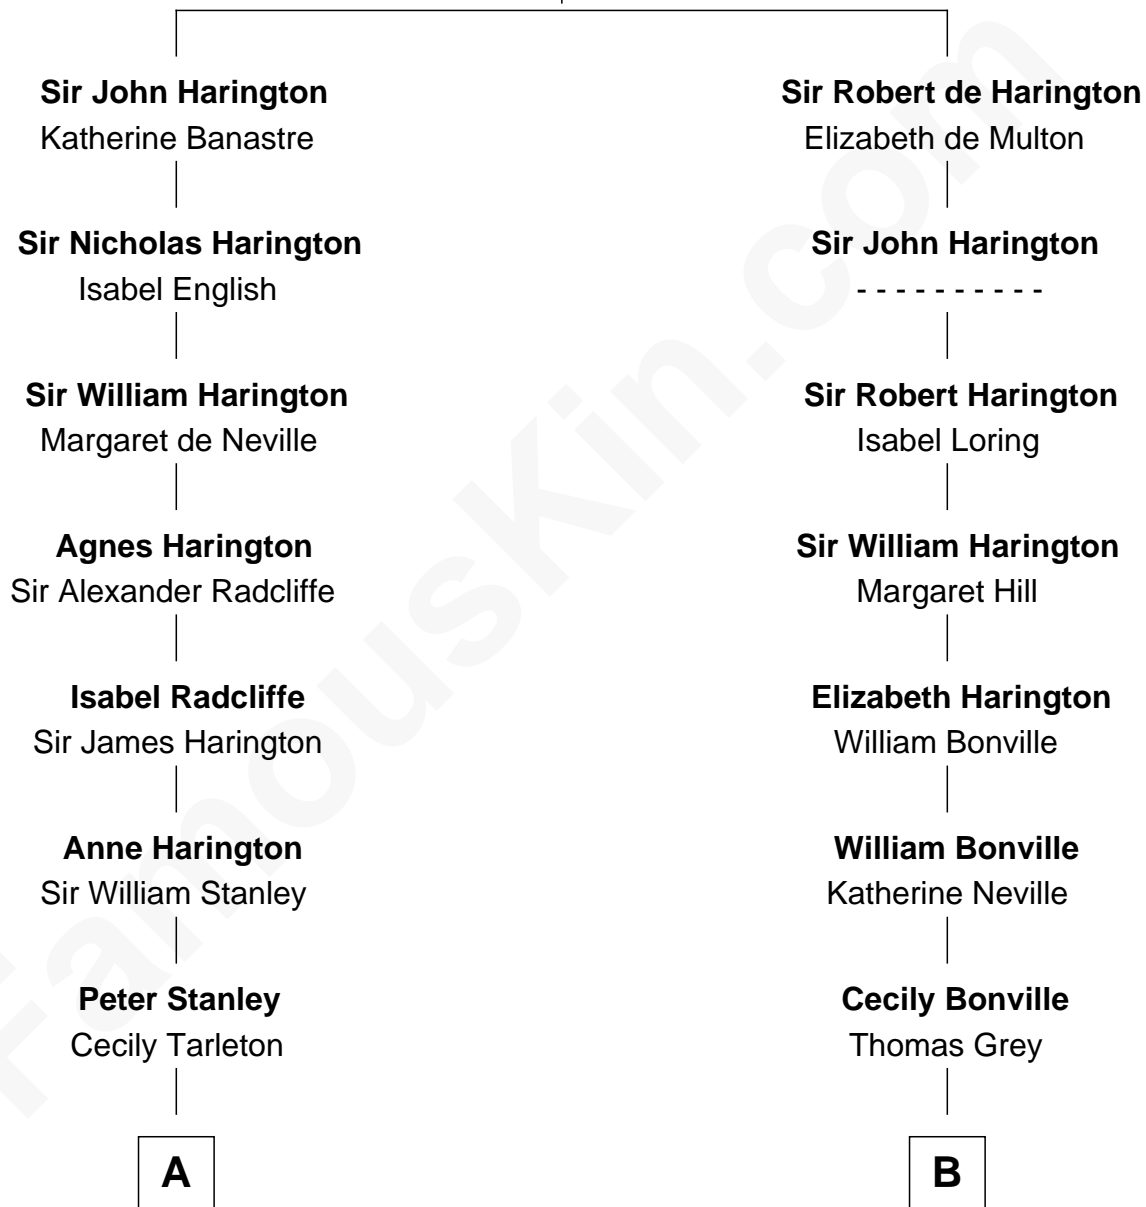 Sir John Harington
Katherine Banastre
Sir Nicholas Harington
Isabel English
Sir William Harington
Margaret de Neville
Agnes Harington
Sir Alexander Radcliffe
Isabel Radcliffe
Sir James Harington
Anne Harington
Sir William Stanley
Peter Stanley
Cecily Tarleton
A
Sir Robert de Harington
Elizabeth de Multon
Sir John Harington
- - - - - - - - - -
Sir Robert Harington
Isabel Loring
Sir William Harington
Margaret Hill
Elizabeth Harington
William Bonville
William Bonville
Katherine Neville
Cecily Bonville
Thomas Grey
B
FamousKin.com